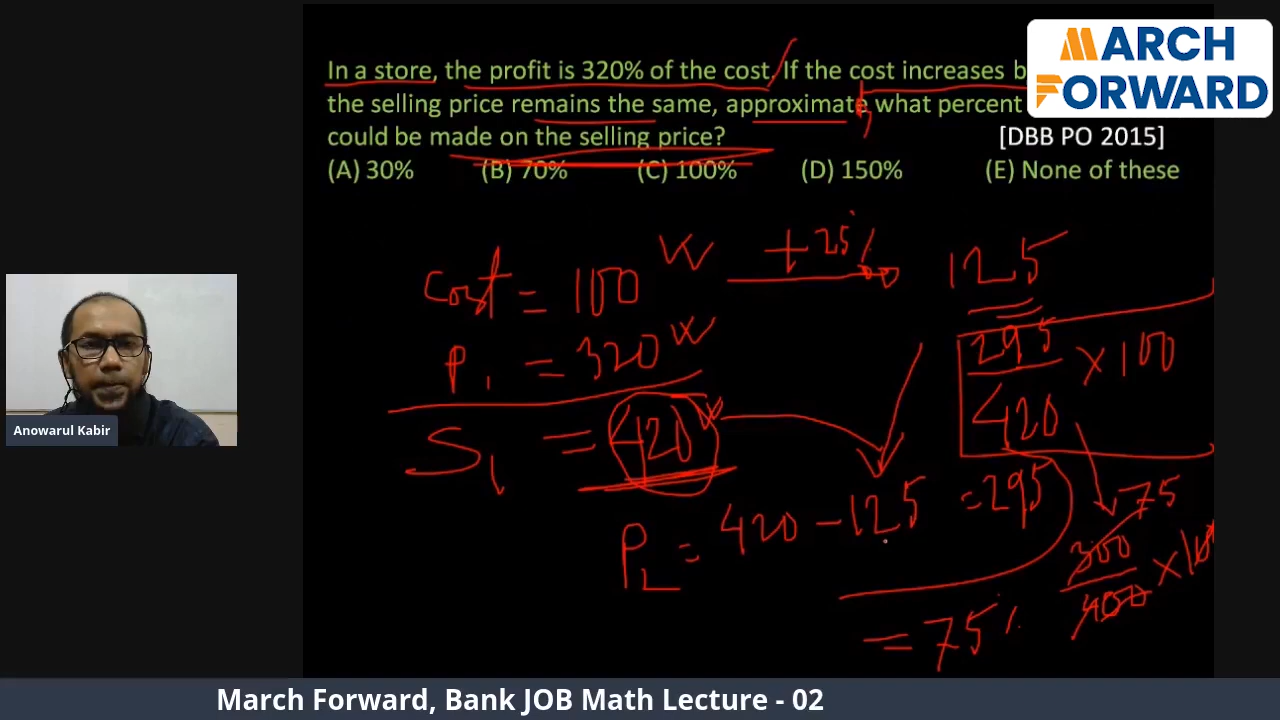 MARCH
FORWARD
In a store, the profit is 320% of the cost. If the cost increases b
the selling price remains the same, approximate what percent
could be made on the selling price? [DBB PO 2015]
(A) 30% (B) 70% (C) 100% (D) 150% (E) None of these
Cost = 100 +25% 125
P1 = 320
295/420 × 100
S1 = 420
P2 = 420 - 125 = 295
75
300/400 × 100
= 75%
Anowarul Kabir
March Forward, Bank JOB Math Lecture - 02